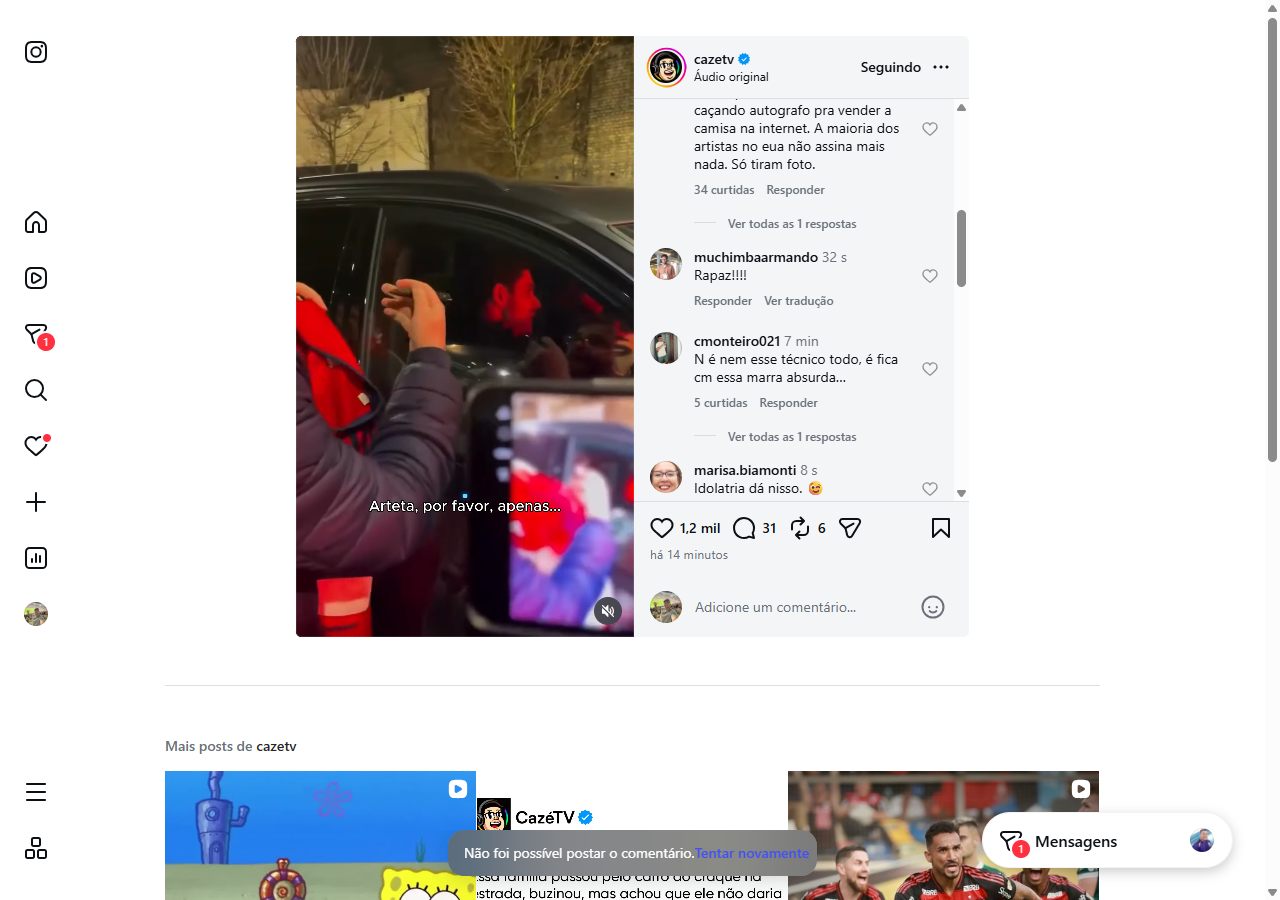 cazetv
Áudio original
Seguindo
caçando autografo pra vender a
camisa na internet. A maioria dos
artistas no eua não assina mais
nada. Só tiram foto.
34 curtidas Responder
Ver todas as 1 respostas
muchimbaarmando 32 s
Rapaz!!!!
Responder Ver tradução
cmonteiro021 7 min
N é nem esse técnico todo, é fica
cm essa marra absurda...
5 curtidas Responder
Ver todas as 1 respostas
marisa.biamonti 8 s
Idolatria dá nisso. 😉
Arteta, por favor, apenas...
1,2 mil 31 6
há 14 minutos
Adicione um comentário...
1
Mais posts de cazetv
CazéTV
Não foi possível postar o comentário. Tentar novamente
essa família passou pelo carro do craque na
estrada, buzinou, mas achou que ele não daria
1
Mensagens